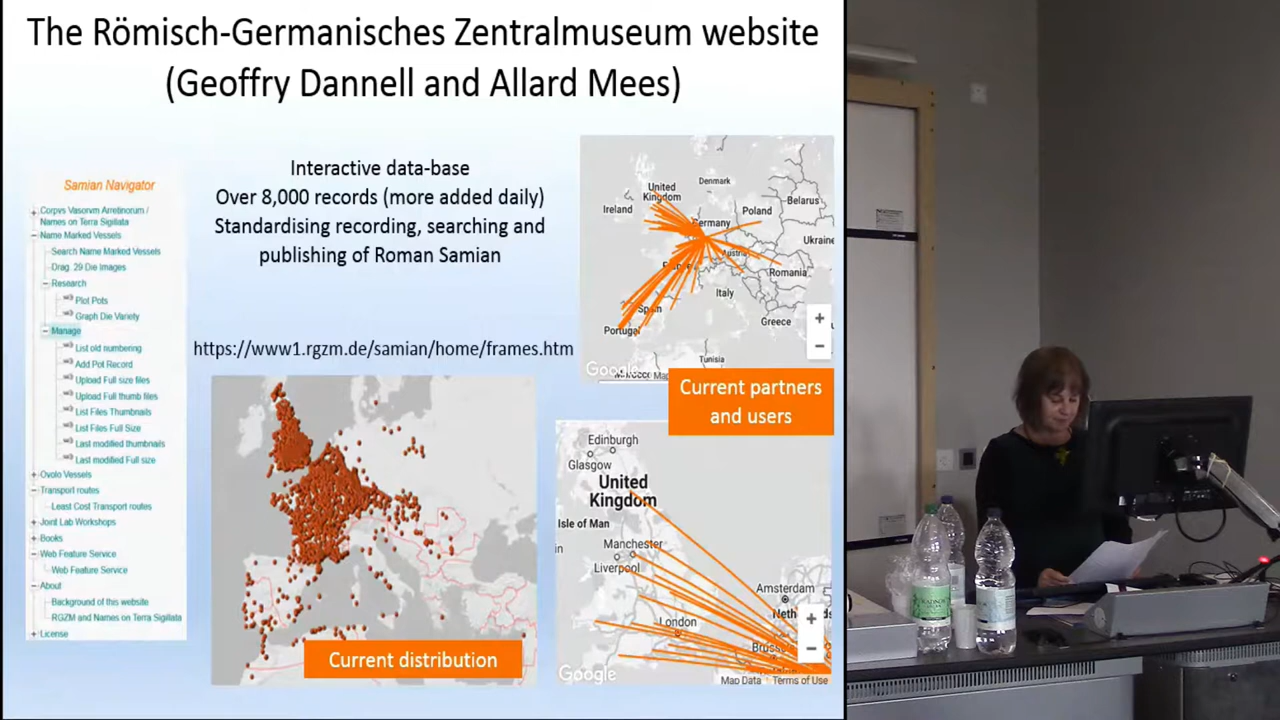 The Römisch-Germanisches Zentralmuseum website
(Geoffry Dannell and Allard Mees)
Interactive data-base
Over 8,000 records (more added daily)
Standardising recording, searching and
publishing of Roman Samian
https://www1.rgzm.de/samian/home/frames.htm
Samian Navigator
Corpvs Vasorvm Arretinorvm /
Names on Terra Sigillata
Name Marked Vessels
Search Name Marked Vessels
Drag. 29 Die Images
Research
Plot Pots
Graph Die Variety
Manage
List old numbering
Add Pot Record
Upload Full size files
Upload Full thumb files
List Files Thumbnails
List Files Full Size
Last modified thumbnails
Last modified Full size
Ovolo Vessels
Transport routes
Least Cost Transport routes
Joint Lab Workshops
Books
Web Feature Service
Web Feature Service
About
Background of this website
RGZM and Names on Terra Sigillata
License
Current distribution
United
Kingdom
Denmark
Ireland
Belarus
Poland
Germany
Ukraine
Austria
Romania
Italy
Spain
Greece
Portugal
Tunisia
Google
Current partners
and users
Edinburgh
Glasgow
United
Kingdom
Isle of Man
Manchester
Liverpool
Amsterdam
London
Google
Map Data
Terms of Use